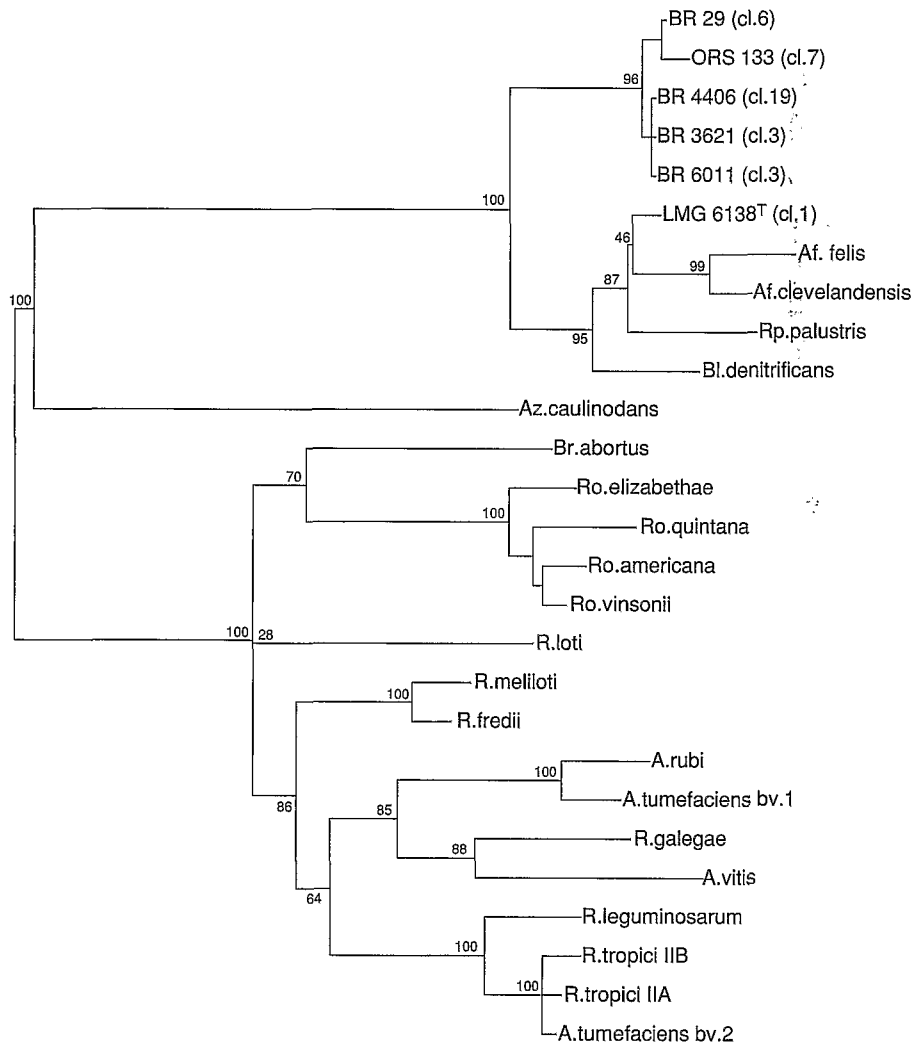 BR 29 (cl.6)
ORS 133 (cl.7)
96
BR 4406 (cl.19)
BR 3621 (cl.3)
BR 6011 (cl.3)
100
LMG 6138T (cl.1)
46
Af. felis
99
87
Af.clevelandensis
100
Rp.palustris
95
Bl.denitrificans
Az.caulinodans
Br.abortus
70
Ro.elizabethae
100
Ro.quintana
Ro.americana
Ro.vinsonii
100 28
R.loti
R.meliloti
100
R.fredii
A.rubi
100
A.tumefaciens bv.1
86
85
R.galegae
88
A.vitis
64
R.leguminosarum
100
R.tropici IIB
100
R.tropici IIA
A.tumefaciens bv.2